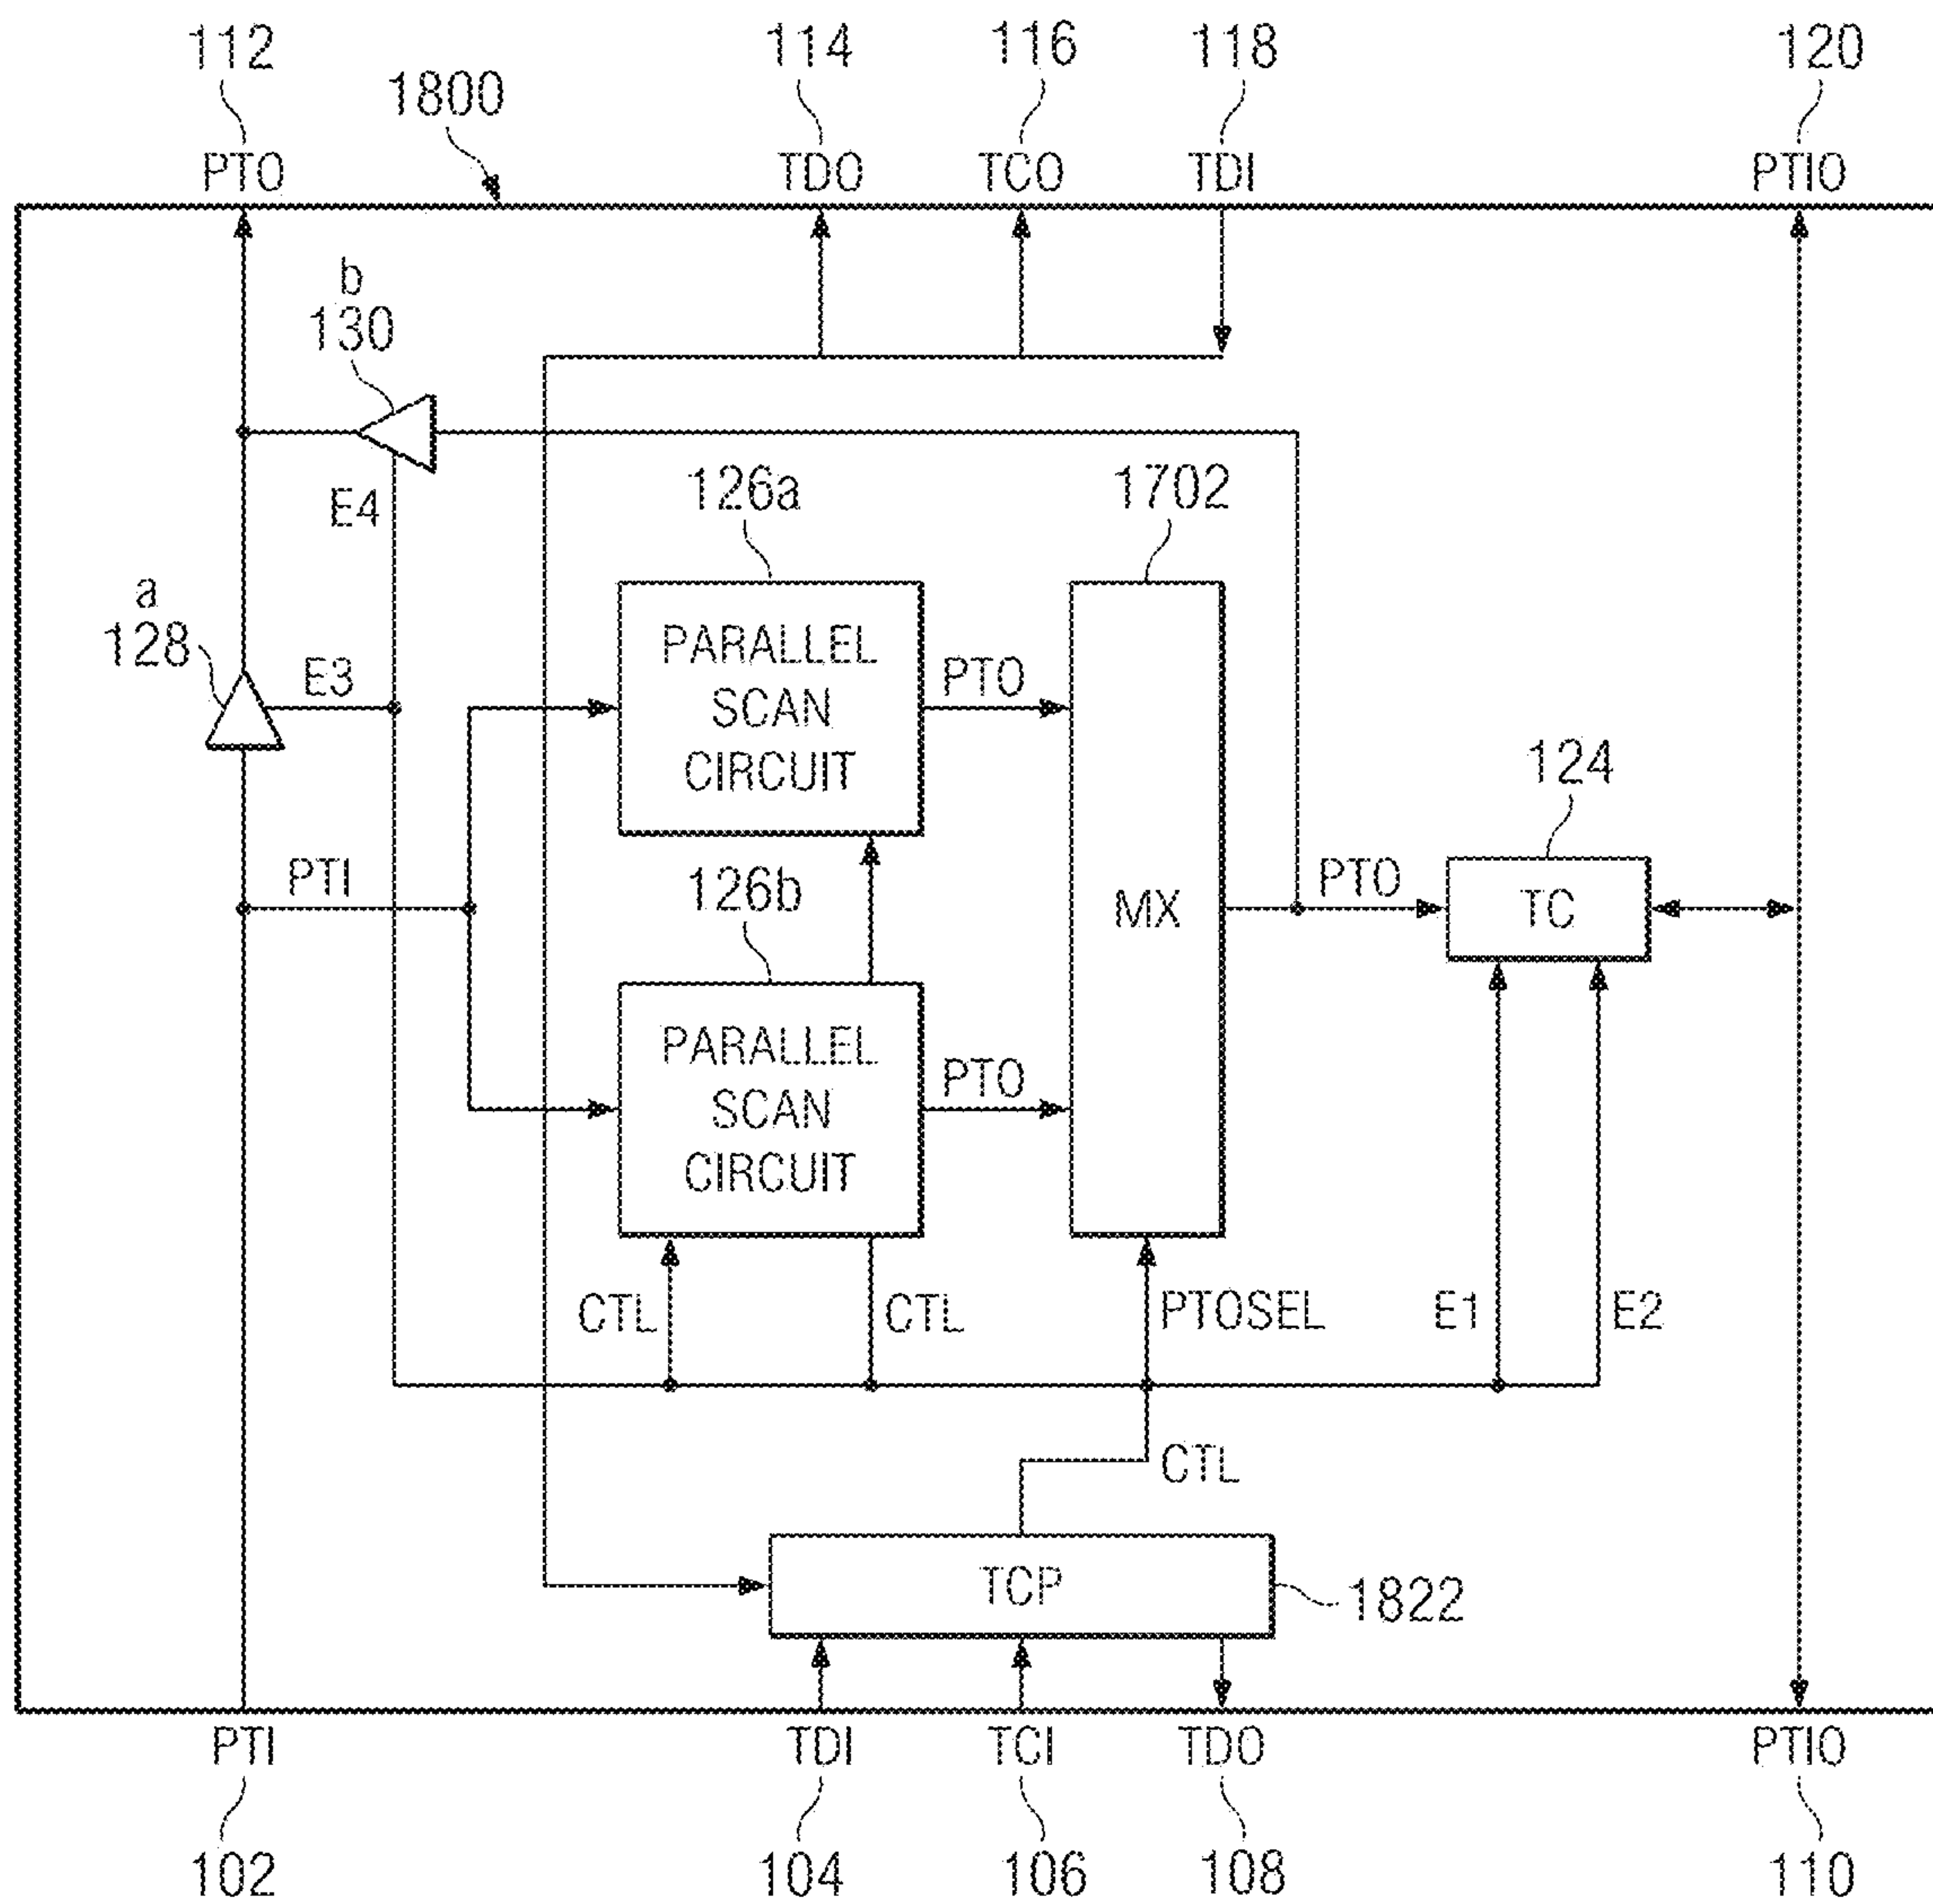 112
1800
114
116
118
120
PTO
TDO
TCO
TDI
PTIO
b
130
E4
126a
1702
a
128
E3
PARALLEL
SCAN
CIRCUIT
PTO
124
PTI
126b
MX
PTO
TC
PARALLEL
SCAN
CIRCUIT
PTO
CTL
CTL
PTOSEL
E1
E2
CTL
TCP
1822
PTI
TDI
TCI
TDO
PTIO
102
104
106
108
110